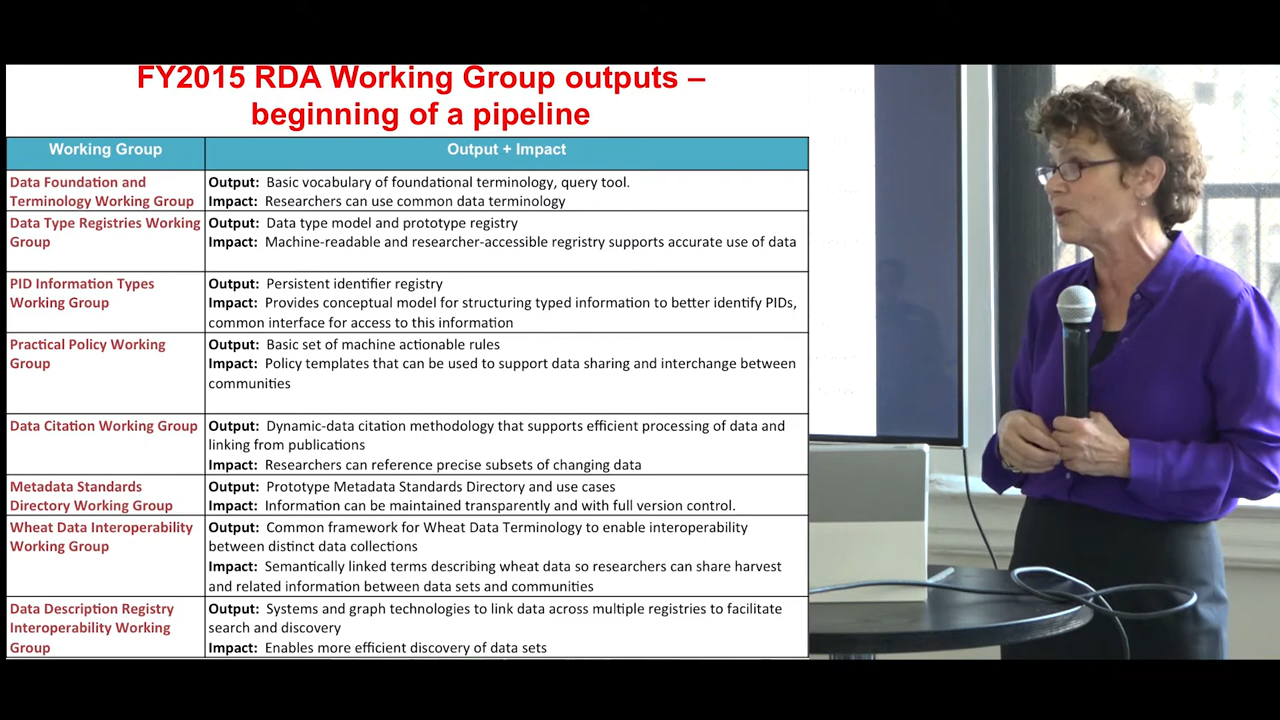 FY2015 RDA Working Group outputs –
beginning of a pipeline
Working Group
Output + Impact
Data Foundation and
Terminology Working Group
Output: Basic vocabulary of foundational terminology, query tool.
Impact: Researchers can use common data terminology
Data Type Registries Working
Group
Output: Data type model and prototype registry
Impact: Machine-readable and researcher-accessible regristry supports accurate use of data
PID Information Types
Working Group
Output: Persistent identifier registry
Impact: Provides conceptual model for structuring typed information to better identify PIDs,
common interface for access to this information
Practical Policy Working
Group
Output: Basic set of machine actionable rules
Impact: Policy templates that can be used to support data sharing and interchange between
communities
Data Citation Working Group
Output: Dynamic-data citation methodology that supports efficient processing of data and
linking from publications
Impact: Researchers can reference precise subsets of changing data
Metadata Standards
Directory Working Group
Output: Prototype Metadata Standards Directory and use cases
Impact: Information can be maintained transparently and with full version control.
Wheat Data Interoperability
Working Group
Output: Common framework for Wheat Data Terminology to enable interoperability
between distinct data collections
Impact: Semantically linked terms describing wheat data so researchers can share harvest
and related information between data sets and communities
Data Description Registry
Interoperability Working
Group
Output: Systems and graph technologies to link data across multiple registries to facilitate
search and discovery
Impact: Enables more efficient discovery of data sets